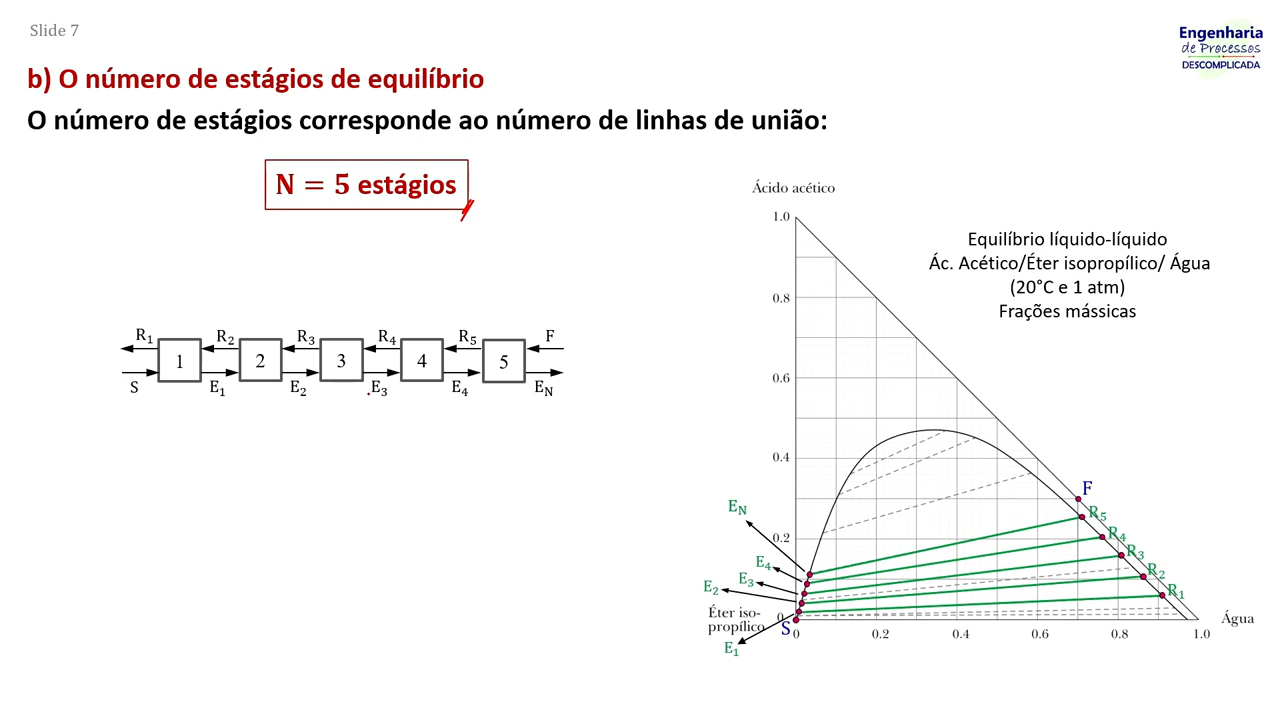 Slide 7
Engenharia
de Processos
DESCOMPLICADA
b) O número de estágios de equilíbrio
O número de estágios corresponde ao número de linhas de união:
N = 5 estágios
R₁ R₂ R₃ R₄ R₅ F
1 2 3 4 5
S E₁ E₂ E₃ E₄ E_N
Ácido acético
Equilíbrio líquido-líquido
Ác. Acético/Éter isopropílico/ Água
(20°C e 1 atm)
Frações mássicas
1.0
0.8
0.6
0.4
0.2
0
F
R₅
R₄
R₃
R₂
R₁
E_N
E₄
E₃
E₂
Éter iso-
propílico
S
E₁
0 0.2 0.4 0.6 0.8 1.0
Água